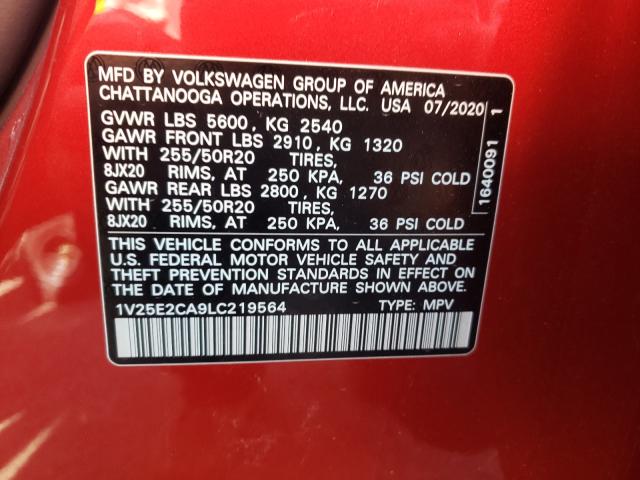 MFD BY VOLKSWAGEN GROUP OF AMERICA
CHATTANOOGA OPERATIONS, LLC. USA 07/2020
GVWR LBS 5600, KG 2540
GAWR FRONT LBS 2910, KG 1320
WITH 255/50R20 TIRES,
8JX20 RIMS, AT 250 KPA, 36 PSI COLD
GAWR REAR LBS 2800, KG 1270
WITH 255/50R20 TIRES,
8JX20 RIMS, AT 250 KPA, 36 PSI COLD
THIS VEHICLE CONFORMS TO ALL APPLICABLE
U.S. FEDERAL MOTOR VEHICLE SAFETY AND
THEFT PREVENTION STANDARDS IN EFFECT ON
THE DATE OF MANUFACTURE SHOWN ABOVE
1V25E2CA9LC219564 TYPE: MPV
1640091 1